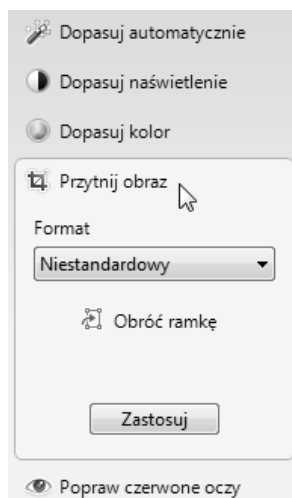 Dopasuj automatycznie
Dopasuj naświetlenie
Dopasuj kolor
Przytnij obraz
Format
Niestandardowy
Obróć ramkę
Zastosuj
Popraw czerwone oczy